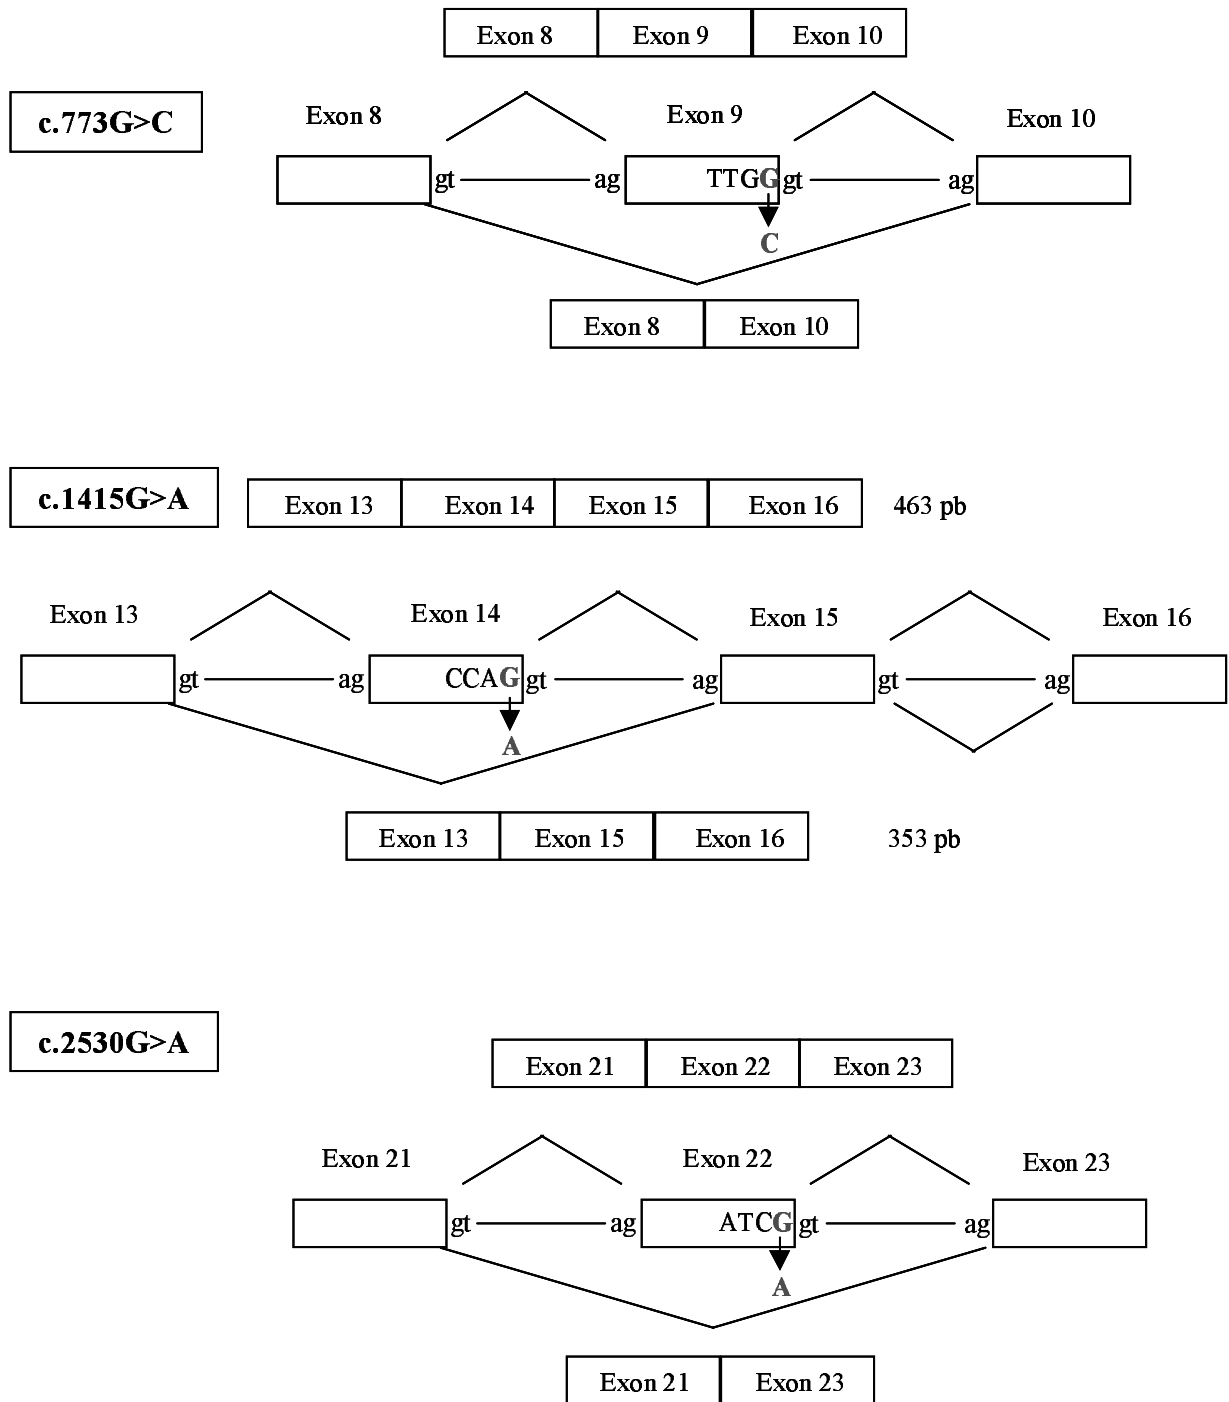 Exon 8 Exon 9 Exon 10
c.773G>C
Exon 8 Exon 9 Exon 10
gt ag TTGG gt ag
C
Exon 8 Exon 10
c.1415G>A
Exon 13 Exon 14 Exon 15 Exon 16 463 pb
Exon 13 Exon 14 Exon 15 Exon 16
gt ag CCAG gt ag gt ag
A
Exon 13 Exon 15 Exon 16 353 pb
c.2530G>A
Exon 21 Exon 22 Exon 23
Exon 21 Exon 22 Exon 23
gt ag ATCG gt ag
A
Exon 21 Exon 23